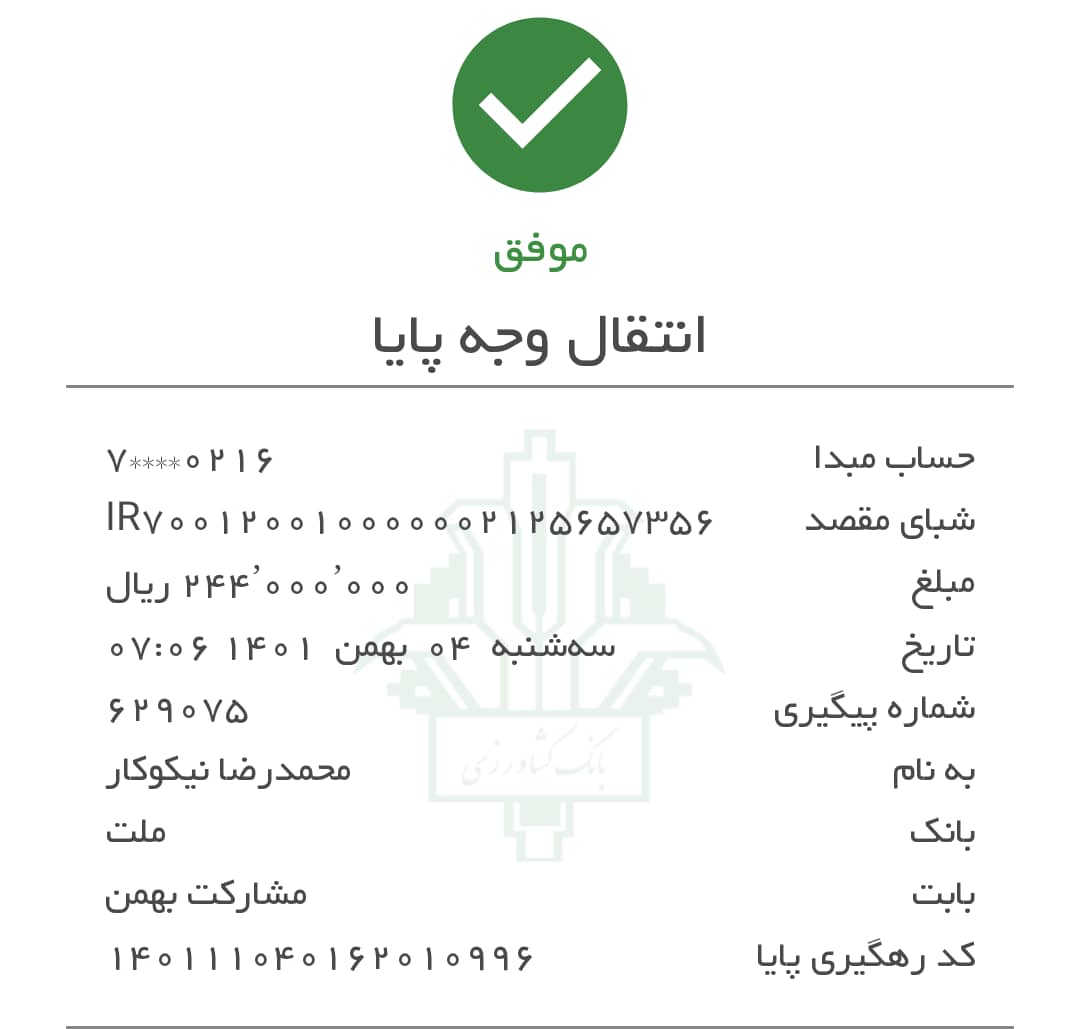 موفق
انتقال وجه پایا
حساب مبدا ۷****۰۲۱۶
شبای مقصد IR۷۰۰۱۲۰۰۱۰۰۰۰۰۰۲۱۲۵۶۵۷۳۵۶
مبلغ ۲۴۴٬۰۰۰٬۰۰۰ ریال
تاریخ سه‌شنبه ۰۴ بهمن ۱۴۰۱ ۰۷:۰۶
شماره پیگیری ۶۲۹۰۷۵
به نام محمدرضا نیکوکار
بانک کشاورزی
بانک ملت
بابت مشارکت بهمن
کد رهگیری پایا ۱۴۰۱۱۱۰۴۰۱۶۲۰۱۰۹۹۶